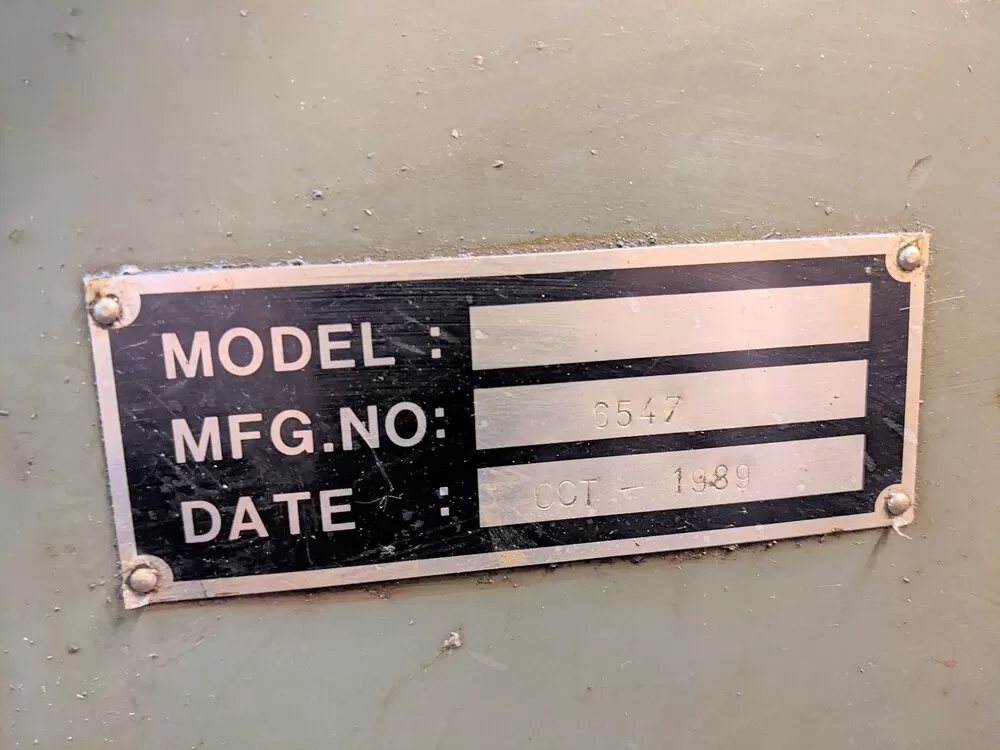 MODEL :
MFG.NO: 6547
DATE : OCT - 1989